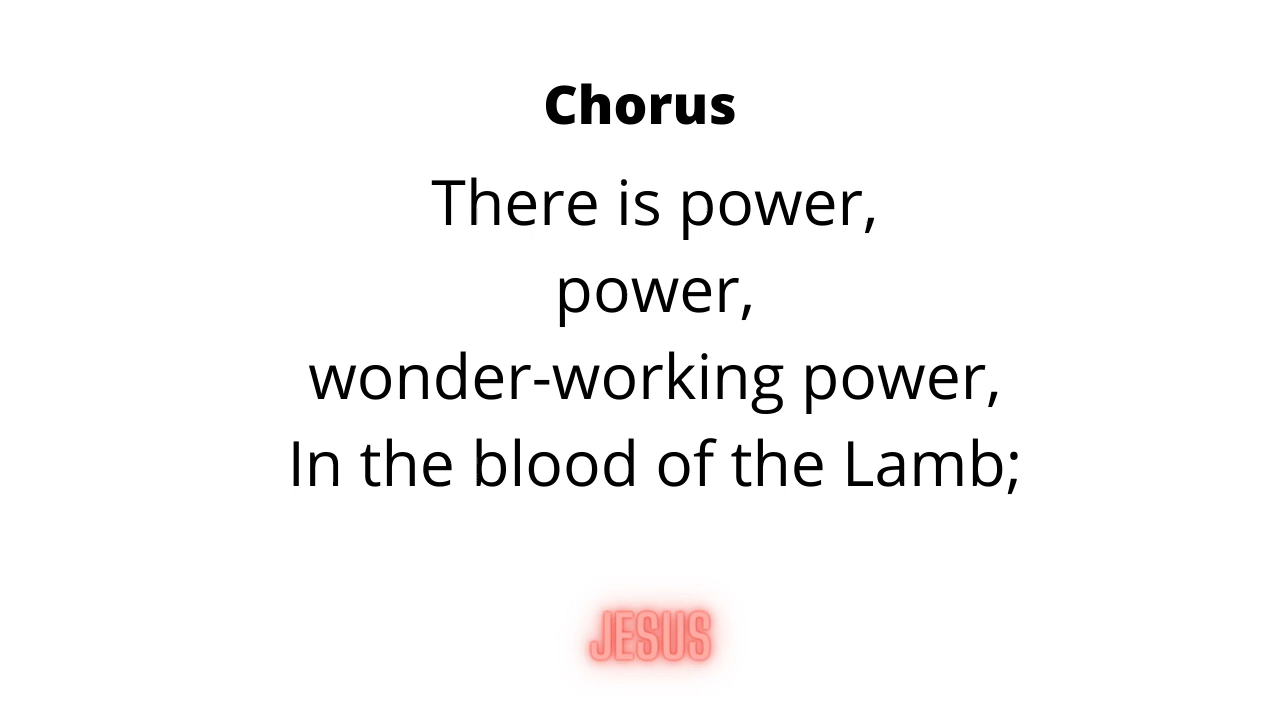 Chorus
There is power,
power,
wonder-working power,
In the blood of the Lamb;
JESUS